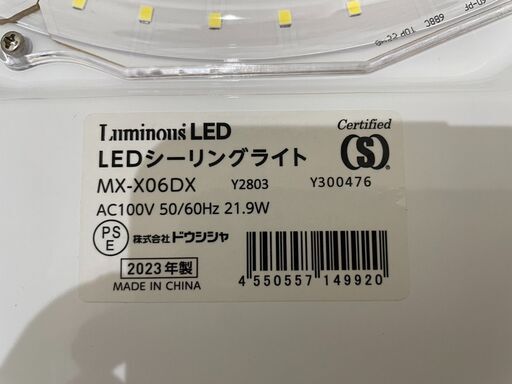 Luminous LED
Certified
(S)
LEDシーリングライト
MX-X06DX Y2803 Y300476
AC100V 50/60Hz 21.9W
PS
E
株式会社ドウシシャ
2023年製
MADE IN CHINA
4 550557 149920